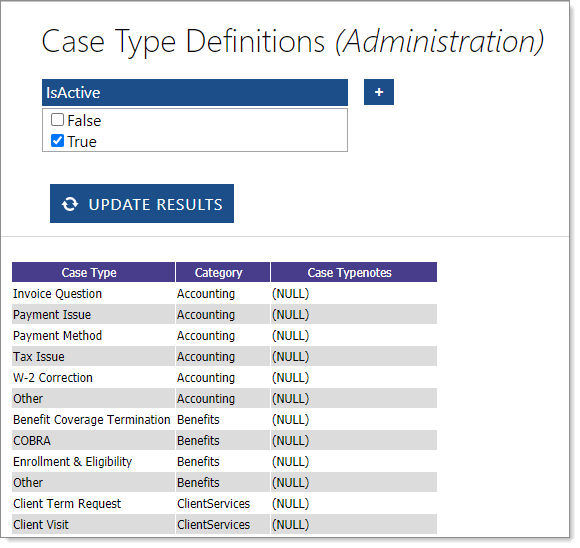 Case Type Definitions (Administration)
IsActive +
False
True
UPDATE RESULTS
Case Type Category Case Typenotes
Invoice Question Accounting (NULL)
Payment Issue Accounting (NULL)
Payment Method Accounting (NULL)
Tax Issue Accounting (NULL)
W-2 Correction Accounting (NULL)
Other Accounting (NULL)
Benefit Coverage Termination Benefits (NULL)
COBRA Benefits (NULL)
Enrollment & Eligibility Benefits (NULL)
Other Benefits (NULL)
Client Term Request ClientServices (NULL)
Client Visit ClientServices (NULL)